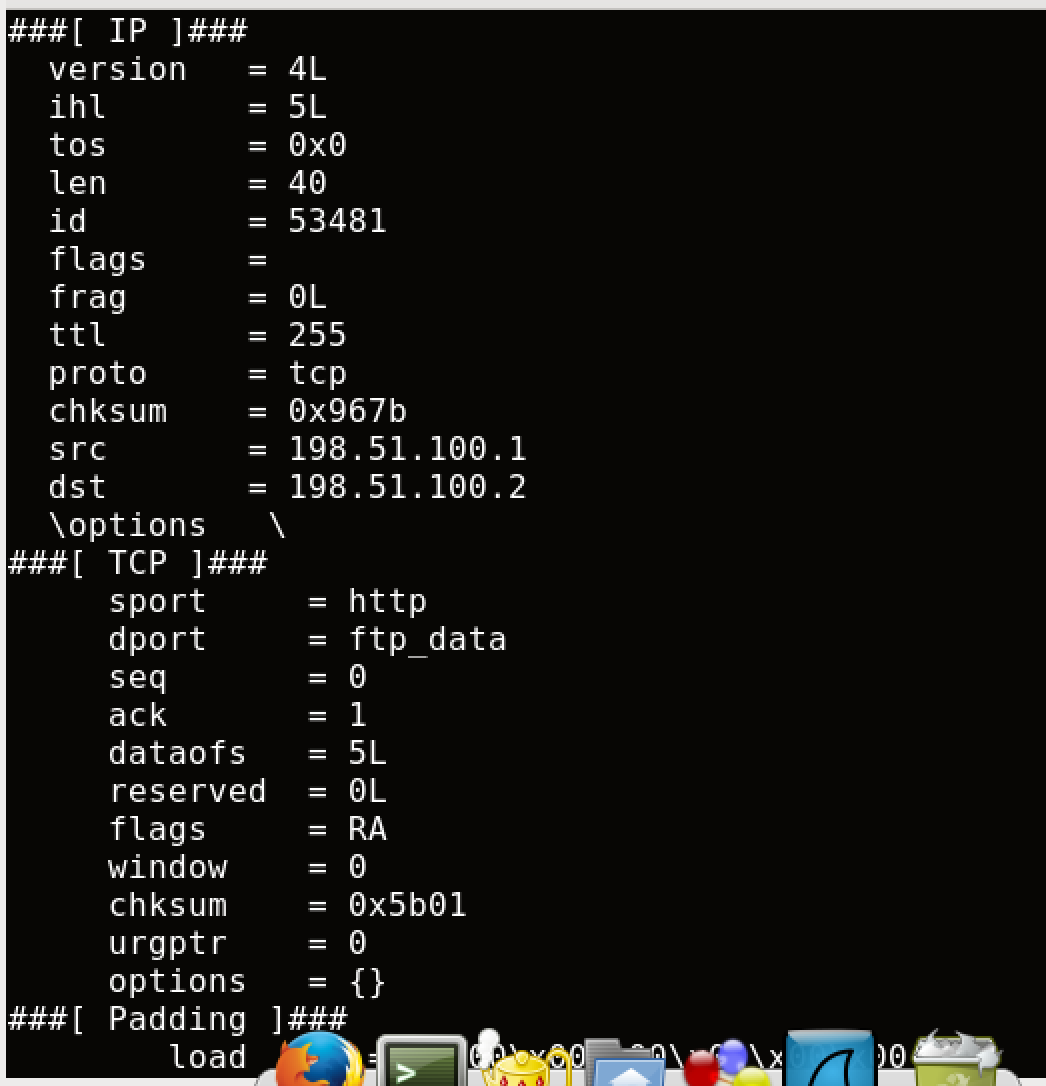 ###[ IP ]###
version = 4L
ihl = 5L
tos = 0x0
len = 40
id = 53481
flags =
frag = 0L
ttl = 255
proto = tcp
chksum = 0x967b
src = 198.51.100.1
dst = 198.51.100.2
\options \
###[ TCP ]###
sport = http
dport = ftp_data
seq = 0
ack = 1
dataofs = 5L
reserved = 0L
flags = RA
window = 0
chksum = 0x5b01
urgptr = 0
options = {}
###[ Padding ]###
load =